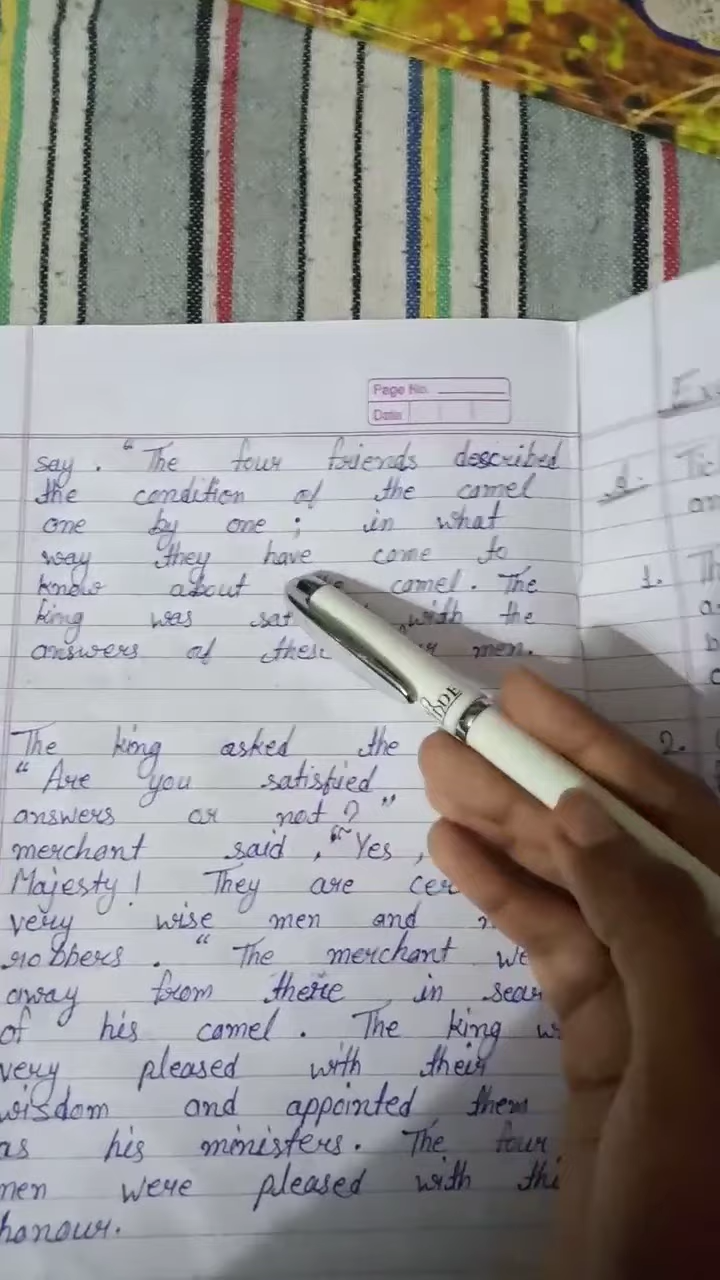 Page No.
Date
say. "The four friends described
the condition of the camel
one by one; in what
way they have come to
know about camel. The
king was with the
answers of men.
The king asked the
"Are you satisfied
answers or not?"
merchant said, "Yes,
Majesty! They are
very wise men and
robbers. "The merchant
away from there in
of his camel. The king
very pleased with their
wisdom and appointed them
as his ministers. The four
men were pleased with
honour.
1.
2.